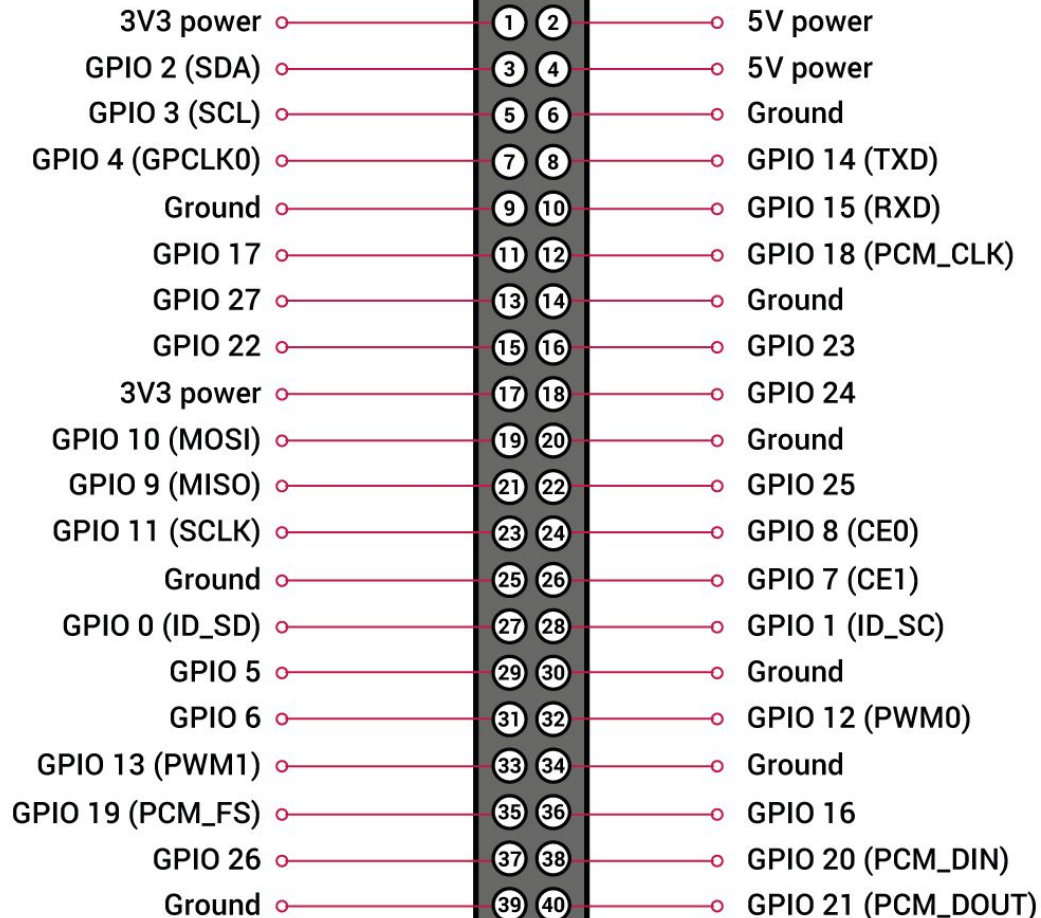 3V3 power 1 2 5V power
GPIO 2 (SDA) 3 4 5V power
GPIO 3 (SCL) 5 6 Ground
GPIO 4 (GPCLK0) 7 8 GPIO 14 (TXD)
Ground 9 10 GPIO 15 (RXD)
GPIO 17 11 12 GPIO 18 (PCM_CLK)
GPIO 27 13 14 Ground
GPIO 22 15 16 GPIO 23
3V3 power 17 18 GPIO 24
GPIO 10 (MOSI) 19 20 Ground
GPIO 9 (MISO) 21 22 GPIO 25
GPIO 11 (SCLK) 23 24 GPIO 8 (CE0)
Ground 25 26 GPIO 7 (CE1)
GPIO 0 (ID_SD) 27 28 GPIO 1 (ID_SC)
GPIO 5 29 30 Ground
GPIO 6 31 32 GPIO 12 (PWM0)
GPIO 13 (PWM1) 33 34 Ground
GPIO 19 (PCM_FS) 35 36 GPIO 16
GPIO 26 37 38 GPIO 20 (PCM_DIN)
Ground 39 40 GPIO 21 (PCM_DOUT)